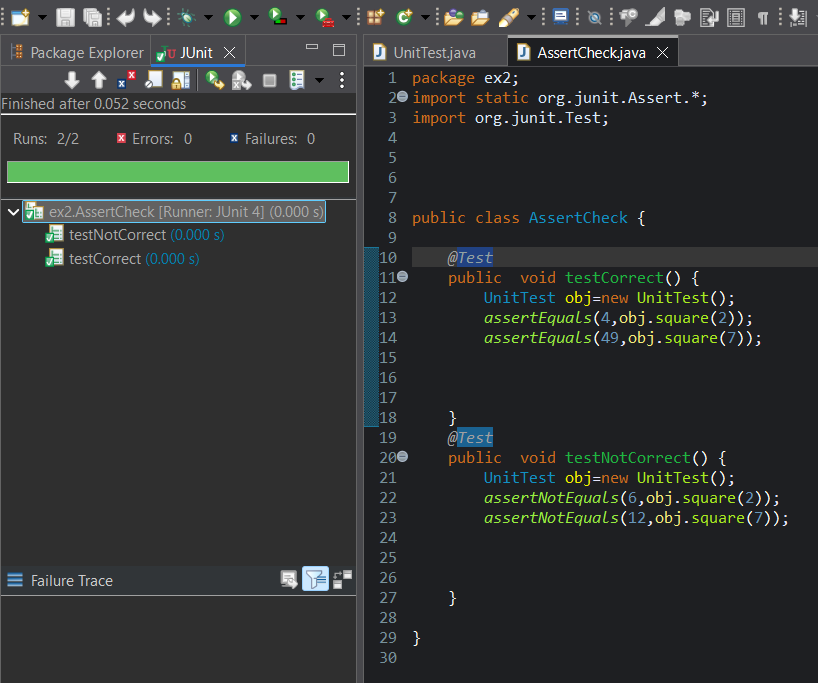 Package Explorer
JUnit
Finished after 0.052 seconds
Runs: 2/2
Errors: 0
Failures: 0
ex2.AssertCheck [Runner: JUnit 4] (0.000 s)
testNotCorrect (0.000 s)
testCorrect (0.000 s)
Failure Trace
UnitTest.java
AssertCheck.java
1 package ex2;
2 import static org.junit.Assert.*;
3 import org.junit.Test;
4
5
6
7
8 public class AssertCheck {
9
10 @Test
11 public  void testCorrect() {
12 UnitTest obj=new UnitTest();
13 assertEquals(4,obj.square(2));
14 assertEquals(49,obj.square(7));
15
16
17
18 }
19 @Test
20 public  void testNotCorrect() {
21 UnitTest obj=new UnitTest();
22 assertNotEquals(6,obj.square(2));
23 assertNotEquals(12,obj.square(7));
24
25
26
27 }
28
29 }
30